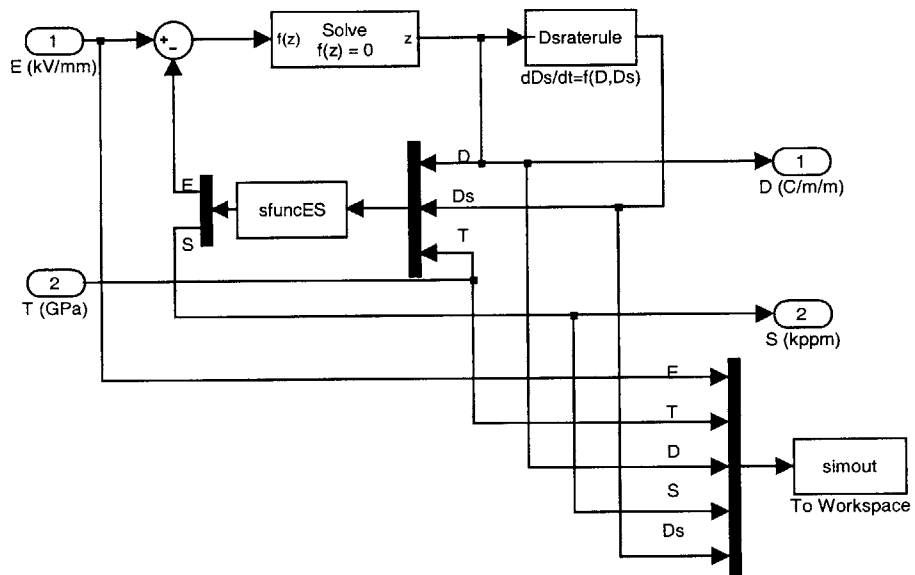 1
E (kV/mm)
+
-
f(z)
Solve
f(z) = 0
z
Dsraterule
dDs/dt=f(D,Ds)
D
1
D (C/m/m)
E
S
sfuncES
Ds
T
2
T (GPa)
2
S (kppm)
E
T
D
S
Ds
simout
To Workspace